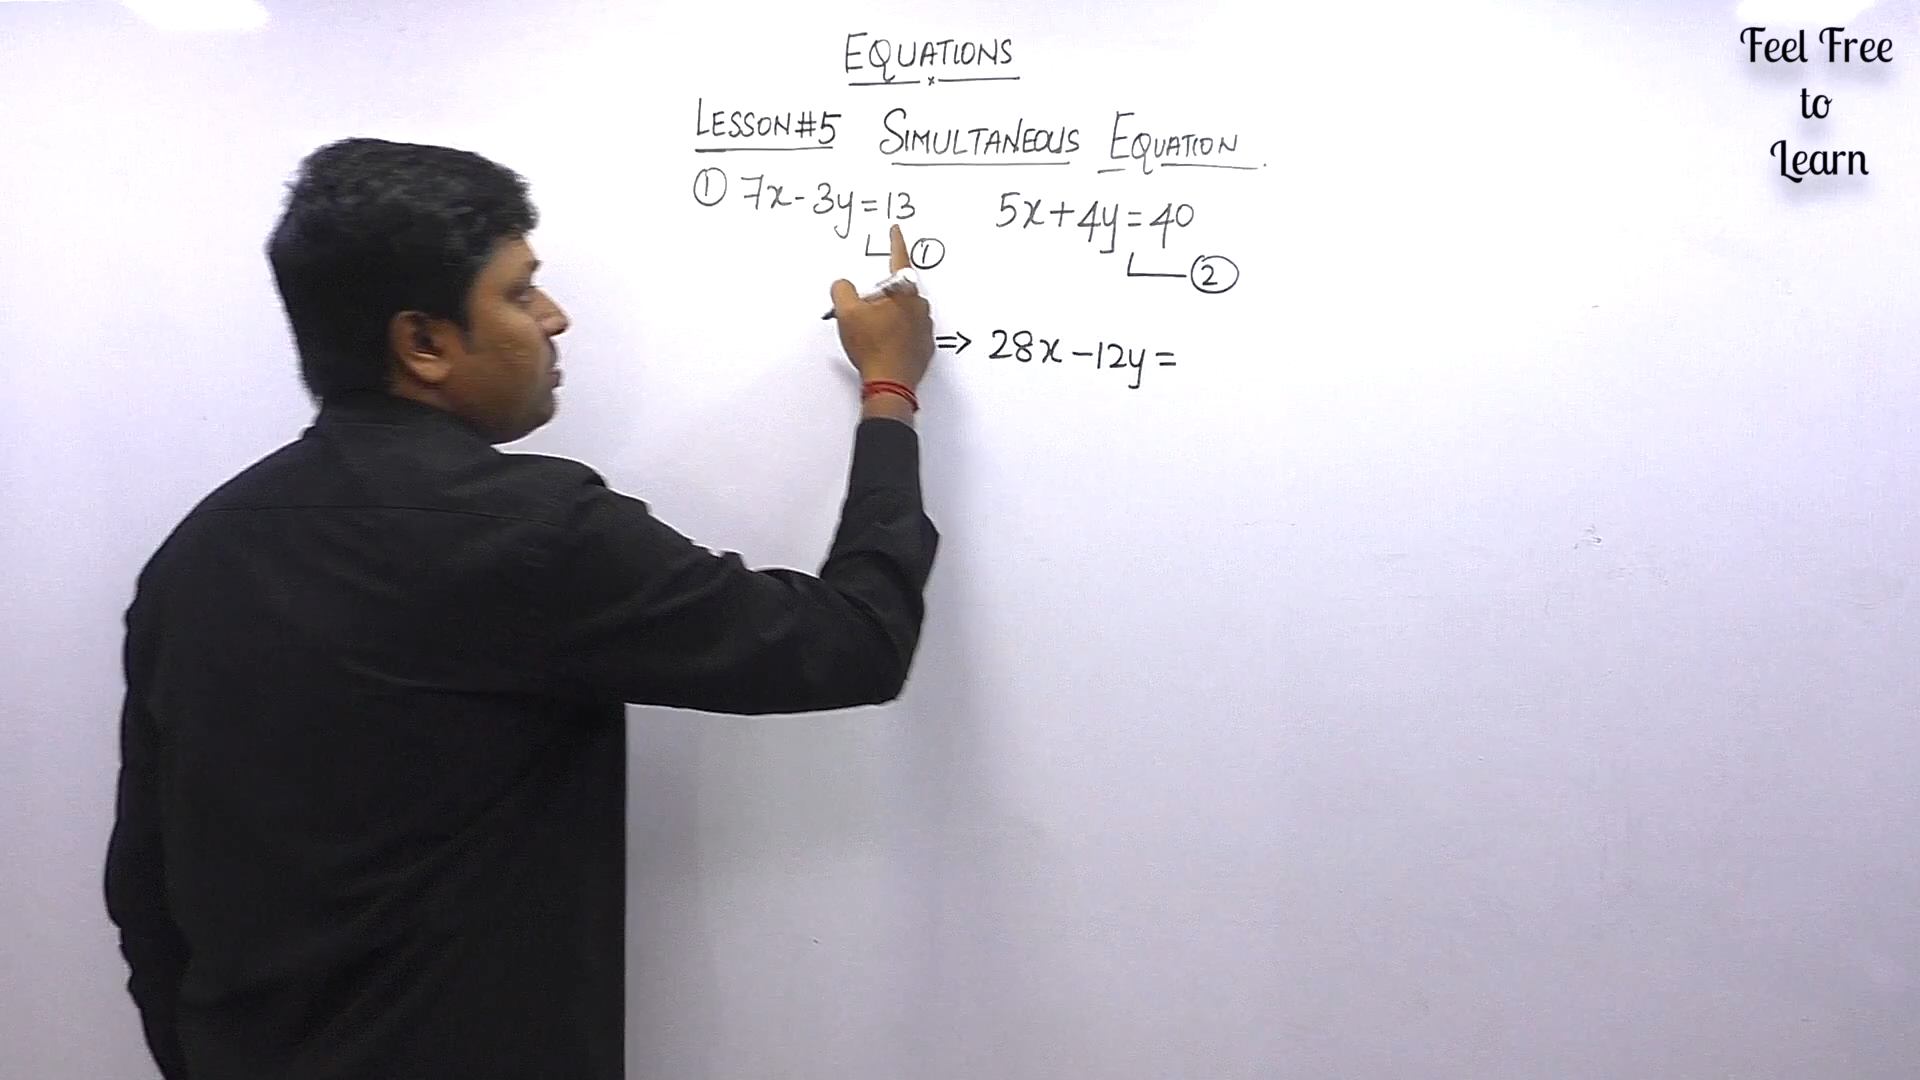 EQUATIONS
LESSON#5 SIMULTANEOUS EQUATION.
① 7x-3y=13 5x+4y=40
① ②
=> 28x-12y=
Feel Free
to
Learn